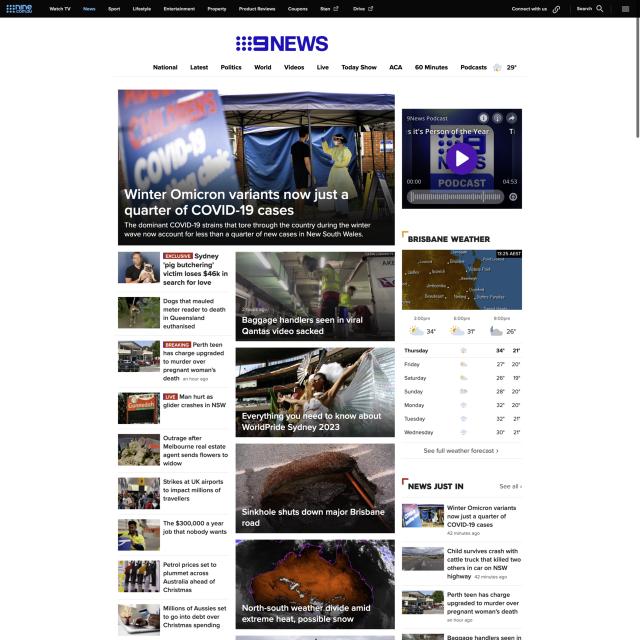 9nine
.com.au
Watch TV
News
Sport
Lifestyle
Entertainment
Property
Product Reviews
Coupons
Stan
Drive
Connect with us
Search
9NEWS
National
Latest
Politics
World
Videos
Live
Today Show
ACA
60 Minutes
Podcasts
29°
COVID-19
Winter Omicron variants now just a
quarter of COVID-19 cases
The dominant COVID-19 strains that tore through the country during the winter
wave now account for less than a quarter of new cases in New South Wales.
EXCLUSIVE Sydney
'pig butchering'
victim loses $46k in
search for love
Dogs that mauled
meter reader to death
in Queensland
euthanised
BREAKING Perth teen
has charge upgraded
to murder over
pregnant woman's
death an hour ago
LIVE Man hurt as
glider crashes in NSW
Gunnedah
Outrage after
Melbourne real estate
agent sends flowers to
widow
Strikes at UK airports
to impact millions of
travellers
The $300,000 a year
job that nobody wants
Petrol prices set to
plummet across
Australia ahead of
Christmas
Millions of Aussies set
to go into debt over
Christmas spending
Baggage handlers seen in viral
Qantas video sacked
Everything you need to know about
WorldPride Sydney 2023
Sinkhole shuts down major Brisbane
road
North-south weather divide amid
extreme heat, possible snow
9News Podcast
s it's Person of the Year
NEWS
PODCAST
00:00
04:53
BRISBANE WEATHER
13:25 AEST
3:00pm
6:00pm
9:00pm
34°
31°
26°
Thursday 34° 21°
Friday 27° 20°
Saturday 26° 19°
Sunday 28° 20°
Monday 32° 20°
Tuesday 32° 21°
Wednesday 30° 21°
See full weather forecast ›
NEWS JUST IN
See all ›
Winter Omicron variants
now just a quarter of
COVID-19 cases
42 minutes ago
Child survives crash with
cattle truck that killed two
others in car on NSW
highway 42 minutes ago
Perth teen has charge
upgraded to murder over
pregnant woman's death
an hour ago
Baggage handlers seen in